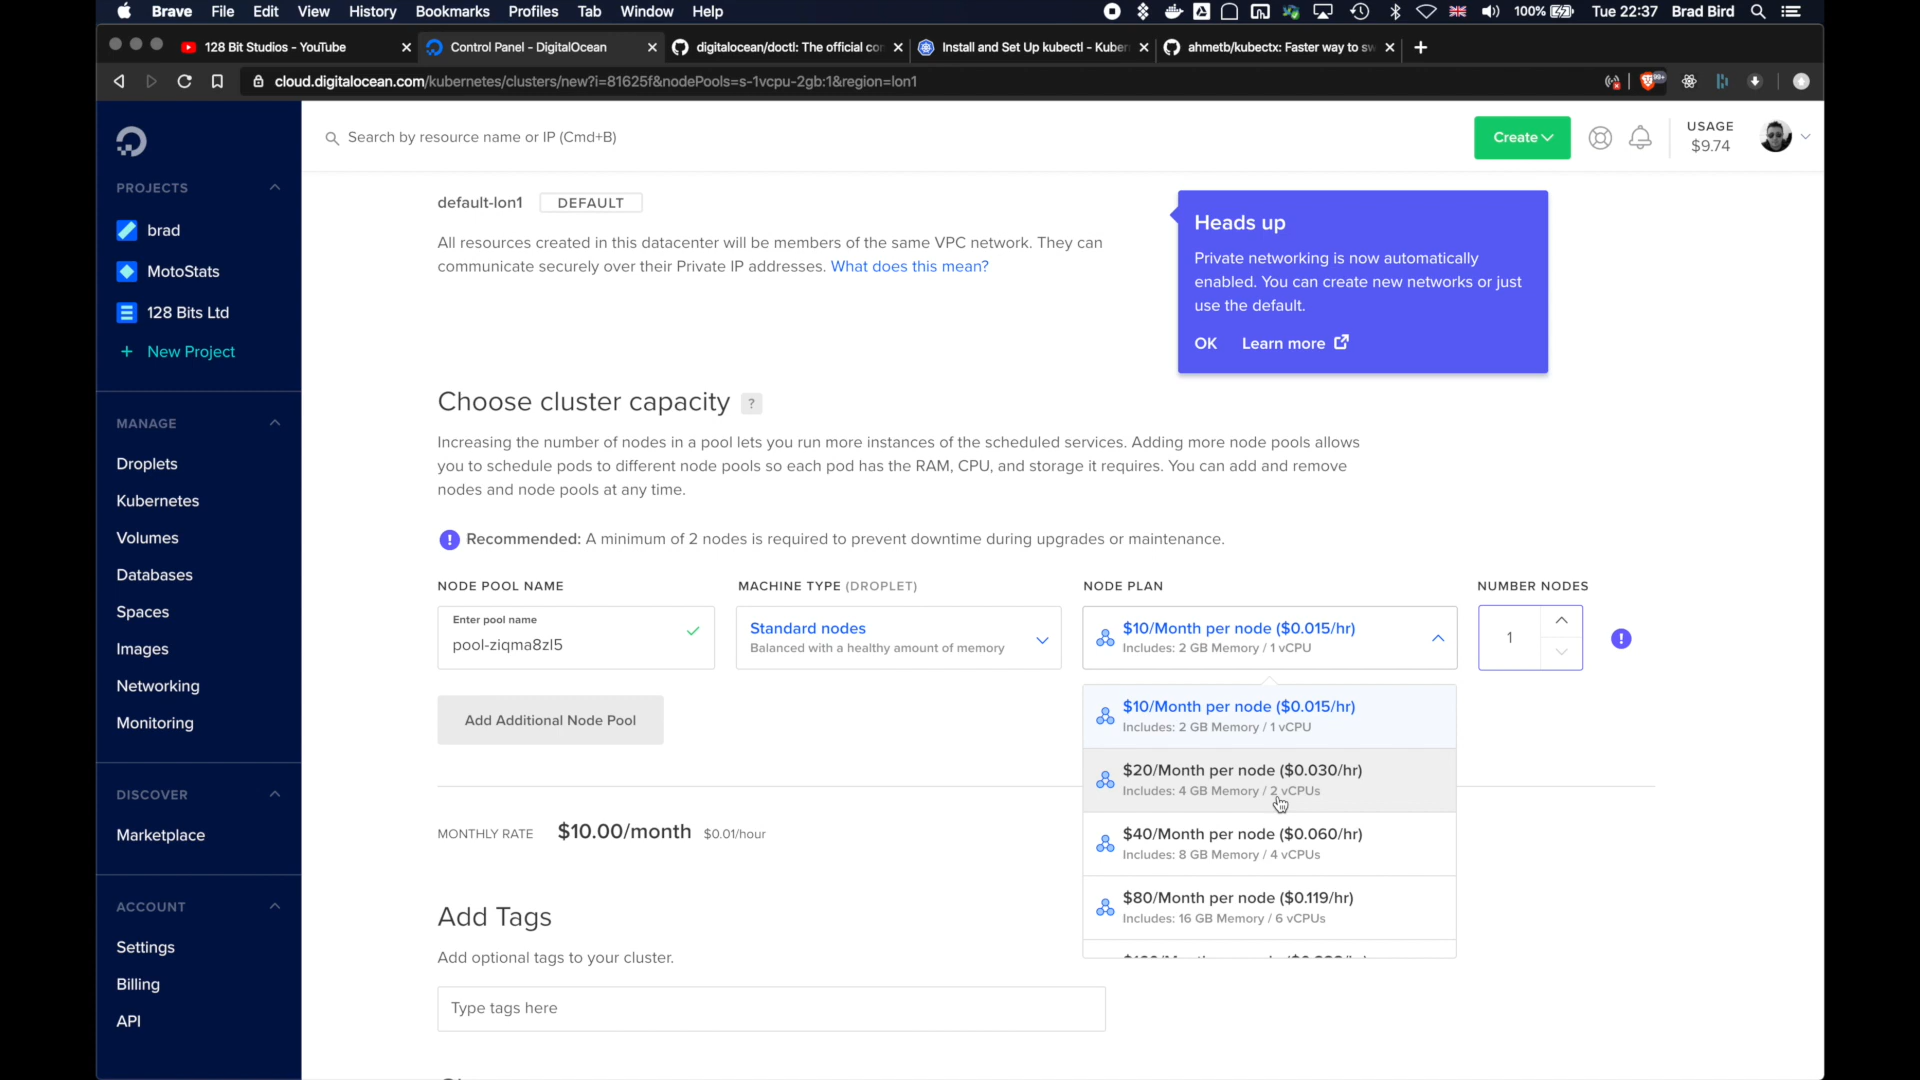 Brave File Edit View History Bookmarks Profiles Tab Window Help 100% Tue 22:37 Brad Bird
128 Bit Studios - YouTube Control Panel - DigitalOcean digitalocean/doctl: The official co Install and Set Up kubectl - Kuber ahmetb/kubectx: Faster way to sw
cloud.digitalocean.com/kubernetes/clusters/new?i=81625f&nodePools=s-1vcpu-2gb:1&region=lon1
99+
Search by resource name or IP (Cmd+B)
Create
USAGE
$9.74
PROJECTS
brad
MotoStats
128 Bits Ltd
+ New Project
MANAGE
Droplets
Kubernetes
Volumes
Databases
Spaces
Images
Networking
Monitoring
DISCOVER
Marketplace
ACCOUNT
Settings
Billing
API
default-lon1 DEFAULT
All resources created in this datacenter will be members of the same VPC network. They can
communicate securely over their Private IP addresses. What does this mean?
Heads up
Private networking is now automatically
enabled. You can create new networks or just
use the default.
OK Learn more
Choose cluster capacity ?
Increasing the number of nodes in a pool lets you run more instances of the scheduled services. Adding more node pools allows
you to schedule pods to different node pools so each pod has the RAM, CPU, and storage it requires. You can add and remove
nodes and node pools at any time.
! Recommended: A minimum of 2 nodes is required to prevent downtime during upgrades or maintenance.
NODE POOL NAME MACHINE TYPE (DROPLET) NODE PLAN NUMBER NODES
Enter pool name
pool-ziqma8zl5
Standard nodes
Balanced with a healthy amount of memory
$10/Month per node ($0.015/hr)
Includes: 2 GB Memory / 1 vCPU
1
!
Add Additional Node Pool
$10/Month per node ($0.015/hr)
Includes: 2 GB Memory / 1 vCPU
$20/Month per node ($0.030/hr)
Includes: 4 GB Memory / 2 vCPUs
$40/Month per node ($0.060/hr)
Includes: 8 GB Memory / 4 vCPUs
$80/Month per node ($0.119/hr)
Includes: 16 GB Memory / 6 vCPUs
MONTHLY RATE $10.00/month $0.01/hour
Add Tags
Add optional tags to your cluster.
Type tags here